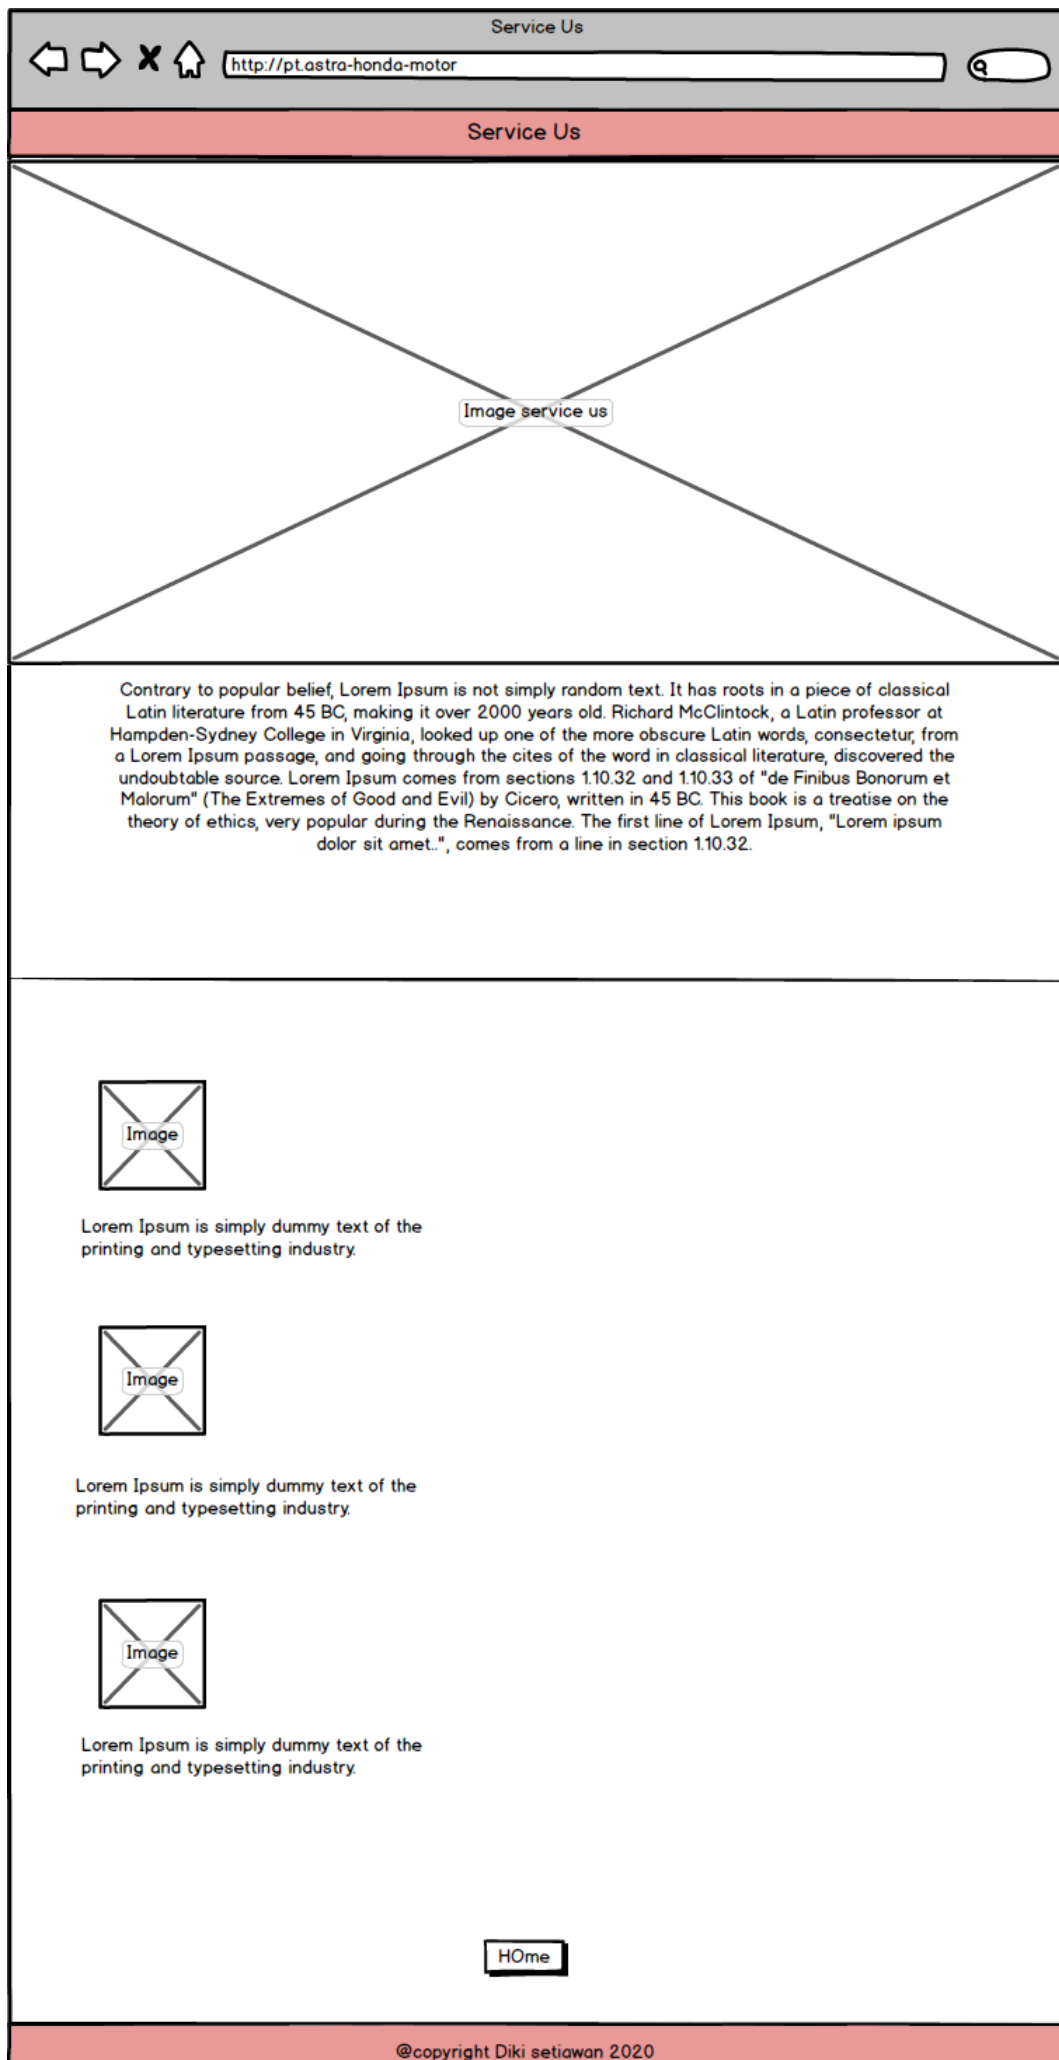 Service Us
http://pt.astra-honda-motor
Service Us
Image service us
Contrary to popular belief, Lorem Ipsum is not simply random text. It has roots in a piece of classical
Latin literature from 45 BC, making it over 2000 years old. Richard McClintock, a Latin professor at
Hampden-Sydney College in Virginia, looked up one of the more obscure Latin words, consectetur, from
a Lorem Ipsum passage, and going through the cites of the word in classical literature, discovered the
undoubtable source. Lorem Ipsum comes from sections 1.10.32 and 1.10.33 of "de Finibus Bonorum et
Malorum" (The Extremes of Good and Evil) by Cicero, written in 45 BC. This book is a treatise on the
theory of ethics, very popular during the Renaissance. The first line of Lorem Ipsum, "Lorem ipsum
dolor sit amet..", comes from a line in section 1.10.32.
Image
Lorem Ipsum is simply dummy text of the
printing and typesetting industry.
Image
Lorem Ipsum is simply dummy text of the
printing and typesetting industry.
Image
Lorem Ipsum is simply dummy text of the
printing and typesetting industry.
HOme
@copyright Diki setiawan 2020